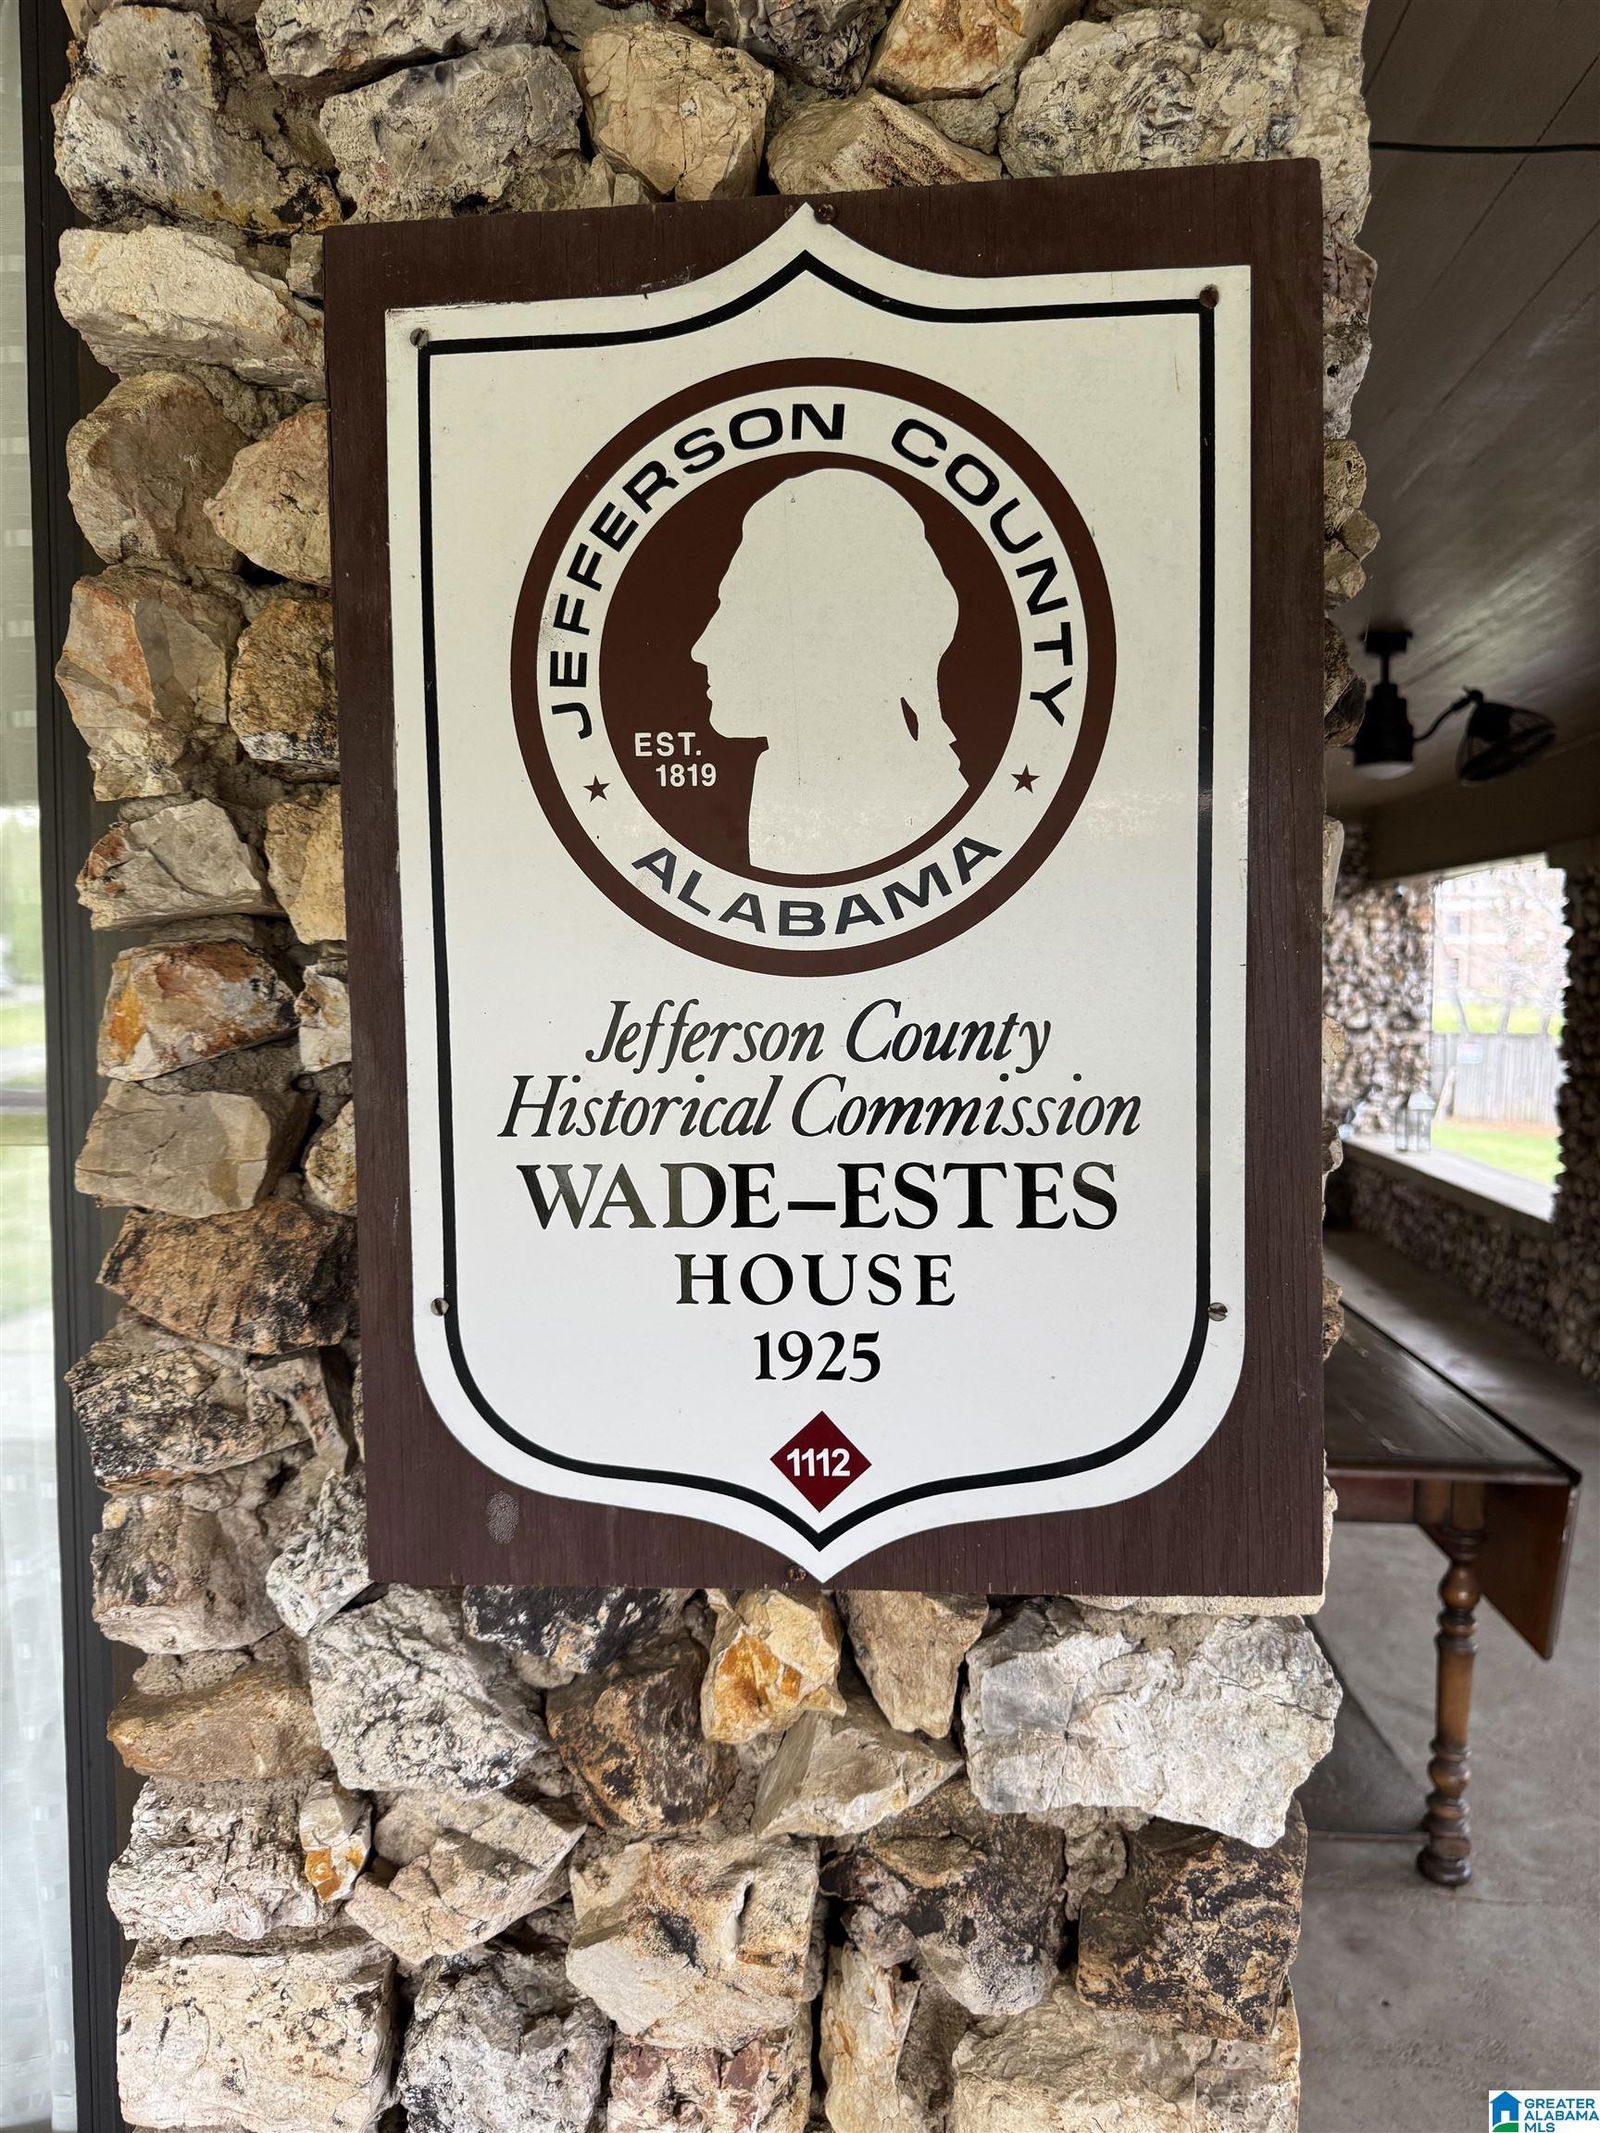 JEFFERSON COUNTY
EST.
1819
ALABAMA
Jefferson County
Historical Commission
WADE–ESTES
HOUSE
1925
1112
GREATER
ALABAMA
MLS